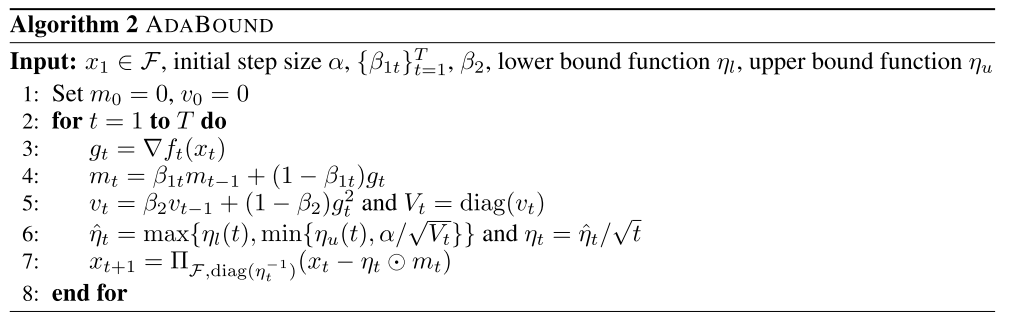 Algorithm 2 ADABOUND
Input: $x_1 \in \mathcal{F}$, initial step size $\alpha$, $\{\beta_{1t}\}_{t=1}^{T}$, $\beta_2$, lower bound function $\eta_l$, upper bound function $\eta_u$
1: Set $m_0 = 0$, $v_0 = 0$
2: for $t = 1$ to $T$ do
3: $g_t = \nabla f_t(x_t)$
4: $m_t = \beta_{1t} m_{t-1} + (1 - \beta_{1t}) g_t$
5: $v_t = \beta_2 v_{t-1} + (1 - \beta_2) g_t^2$ and $V_t = \mathrm{diag}(v_t)$
6: $\hat{\eta}_t = \max\{\eta_l(t), \min\{\eta_u(t), \alpha/\sqrt{V_t}\}\}$ and $\eta_t = \hat{\eta}_t/\sqrt{t}$
7: $x_{t+1} = \Pi_{\mathcal{F}, \mathrm{diag}(\eta_t^{-1})}(x_t - \eta_t \odot m_t)$
8: end for